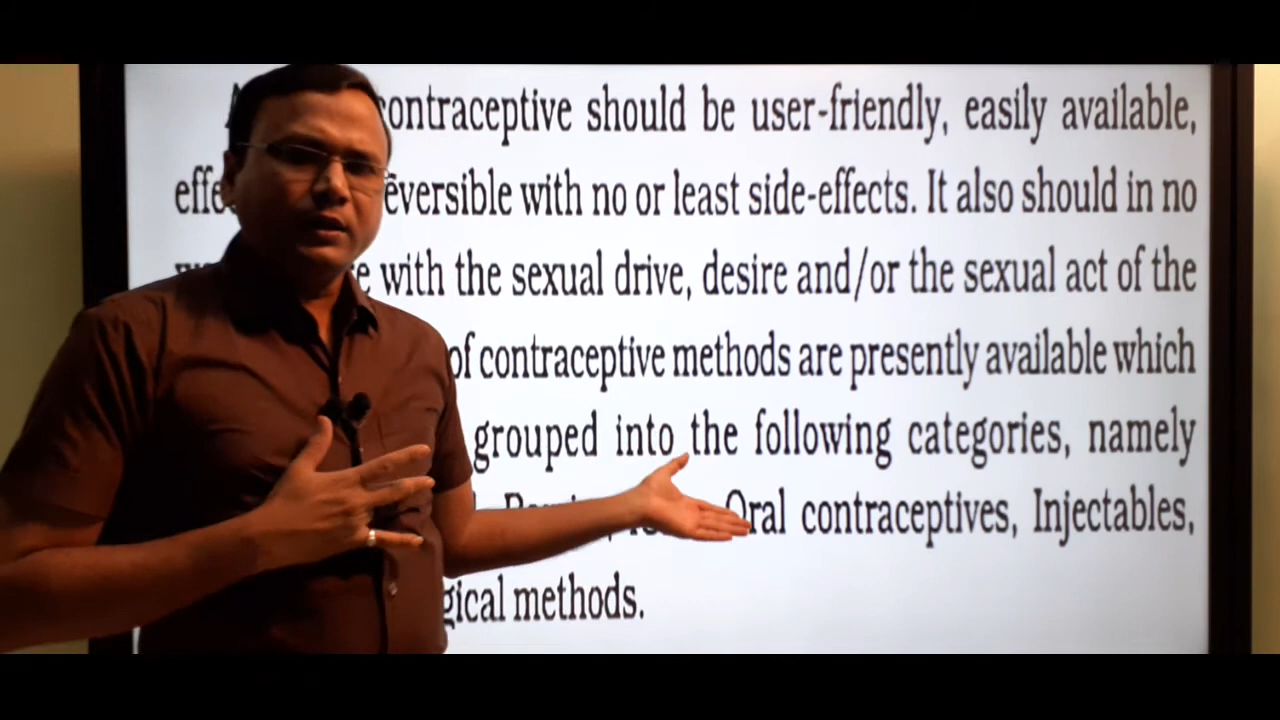 contraceptive should be user-friendly, easily available,
reversible with no or least side-effects. It also should in no
with the sexual drive, desire and/or the sexual act of the
of contraceptive methods are presently available which
grouped into the following categories, namely
Oral contraceptives, Injectables,
methods.